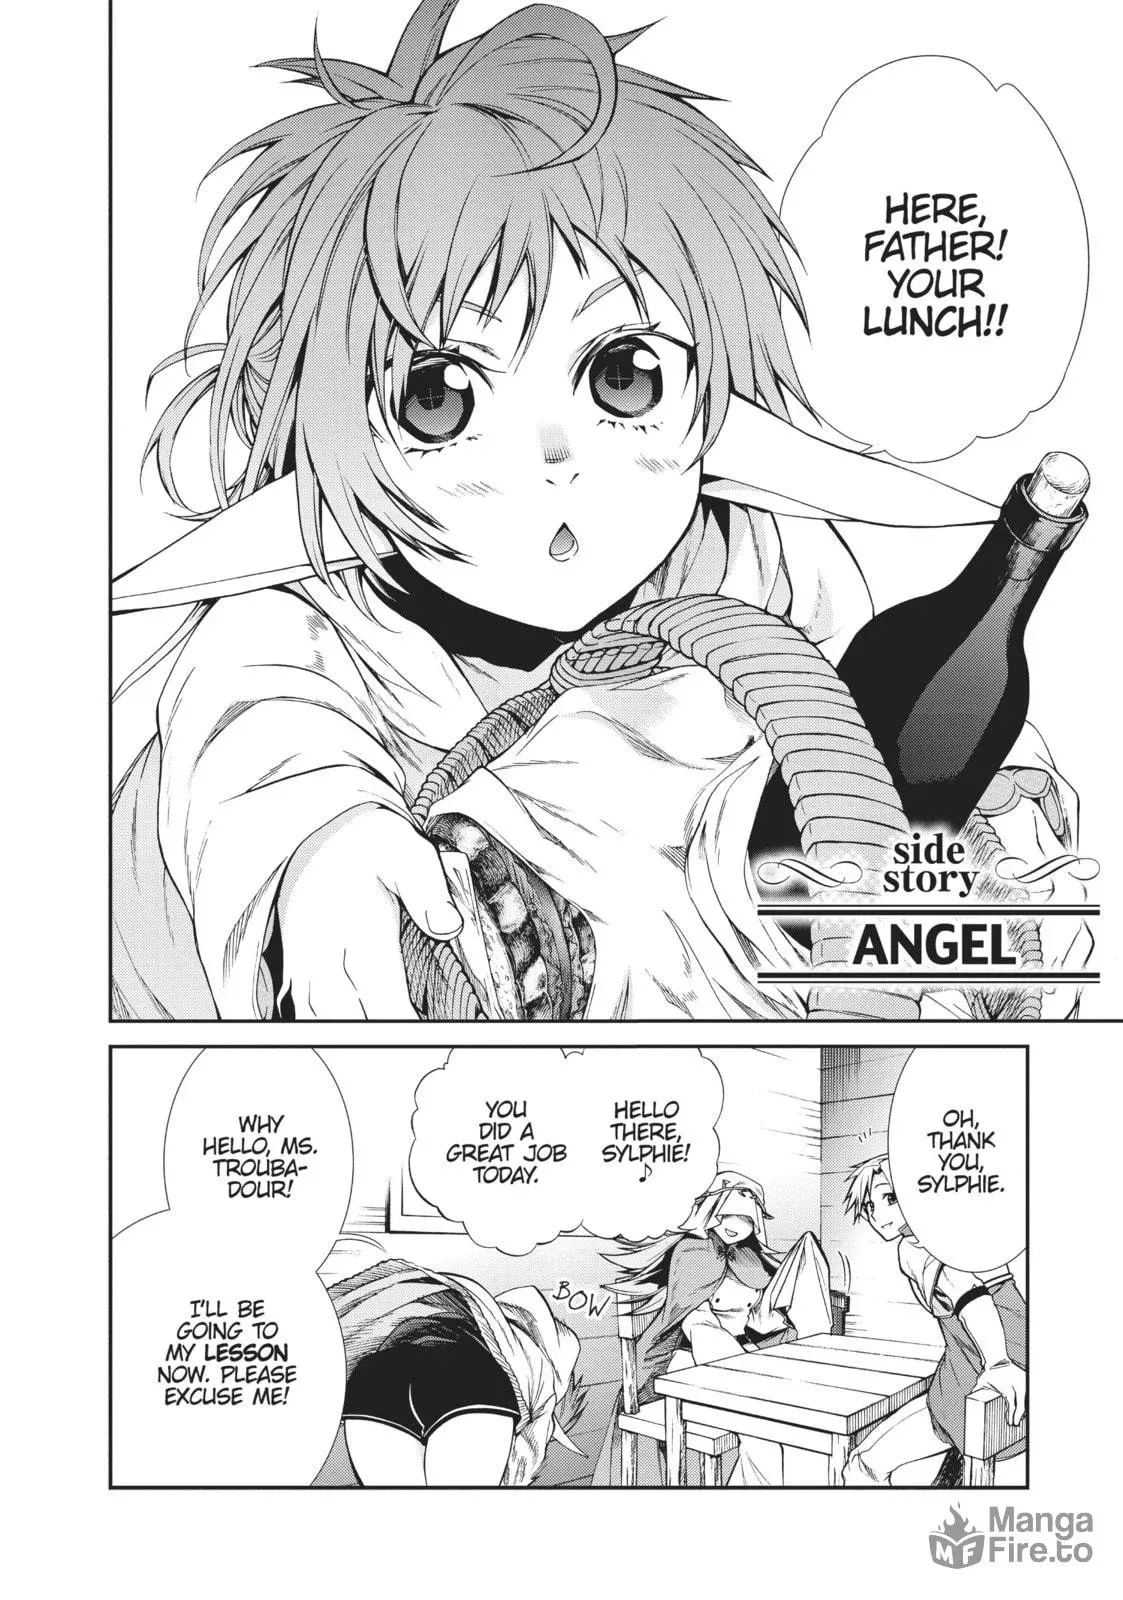 HERE,
FATHER!
YOUR
LUNCH!!
side
story
ANGEL
OH,
THANK
YOU,
SYLPHIE.
HELLO
THERE,
SYLPHIE!
♪
YOU
DID A
GREAT JOB
TODAY.
BOW
WHY
HELLO, MS.
TROUBA-
DOUR!
I'LL BE
GOING TO
MY LESSON
NOW. PLEASE
EXCUSE ME!
Manga
Fire.to
MF